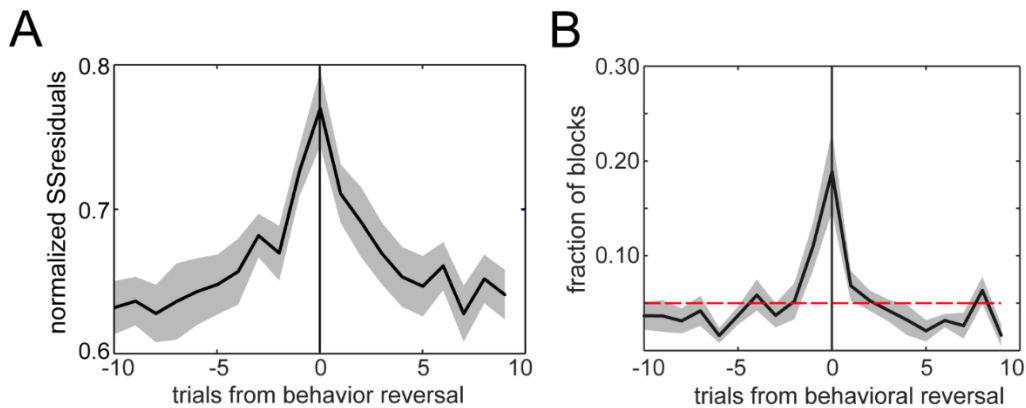 A
normalized SSresiduals
0.8
0.7
0.6
-10
-5
0
5
10
trials from behavior reversal
B
fraction of blocks
0.30
0.20
0.10
-10
-5
0
5
10
trials from behavioral reversal